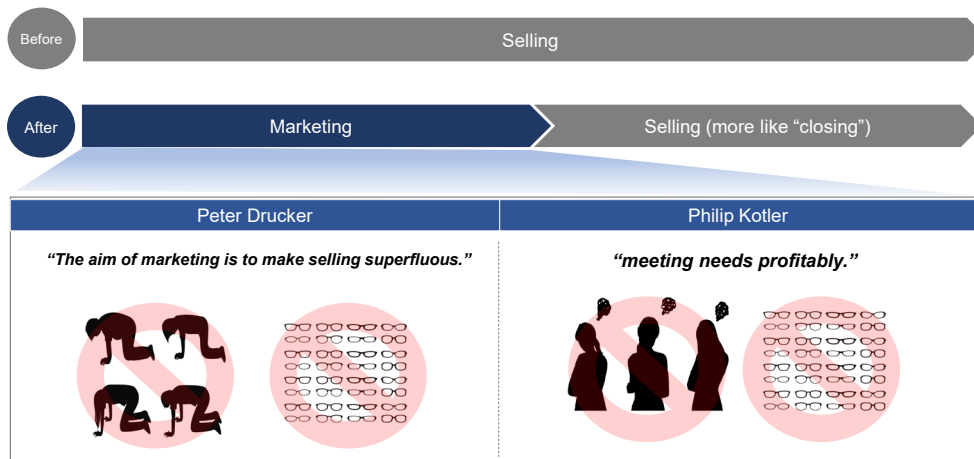 Before
Selling
After
Marketing
Selling (more like “closing”)
Peter Drucker
Philip Kotler
“The aim of marketing is to make selling superfluous.”
“meeting needs profitably.”